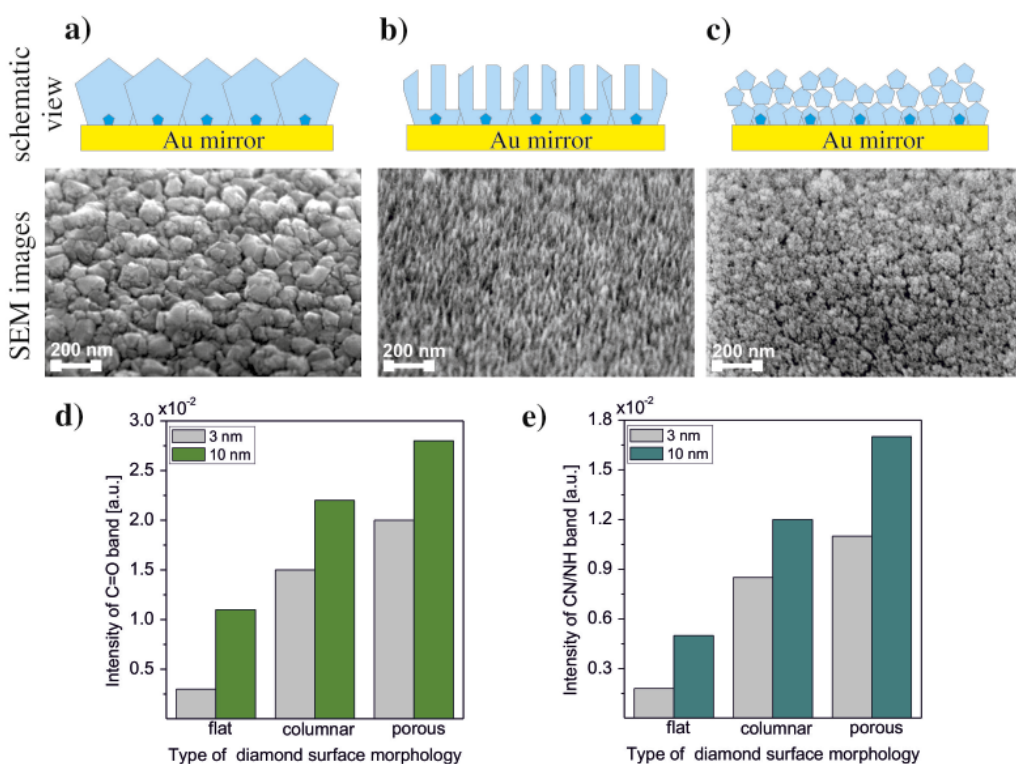 a)
b)
c)
schematic
view
Au mirror
Au mirror
Au mirror
SEM images
200 nm
200 nm
200 nm
d)
x10⁻²
3.0
2.5
2.0
1.5
1.0
0.5
3 nm
10 nm
Intensity of C=O band [a.u.]
flat columnar porous
Type of diamond surface morphology
e)
x10⁻²
1.8
1.5
1.2
0.9
0.6
0.3
3 nm
10 nm
Intensity of CN/NH band [a.u.]
flat columnar porous
Type of diamond surface morphology